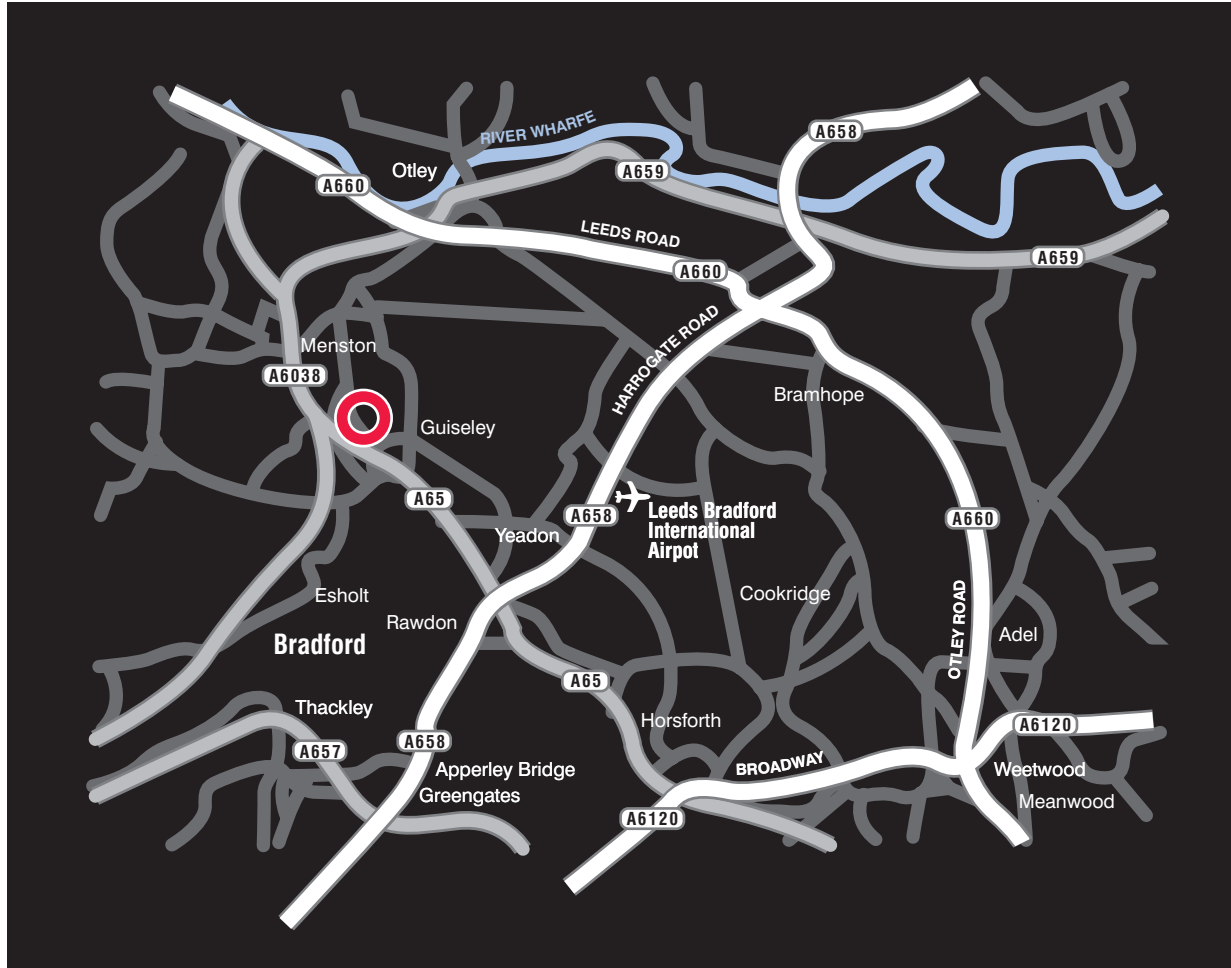 A658
RIVER WHARFE
Otley
A659
A660
LEEDS ROAD
A659
A660
HARROGATE ROAD
Menston
A6038
Bramhope
Guiseley
A65
Leeds Bradford
International
Airpot
A658
A660
Yeadon
Esholt
Cookridge
Rawdon
OTLEY ROAD
Adel
Bradford
A65
Thackley
Horsforth
A6120
A658
A657
BROADWAY
Apperley Bridge
Weetwood
Greengates
Meanwood
A6120